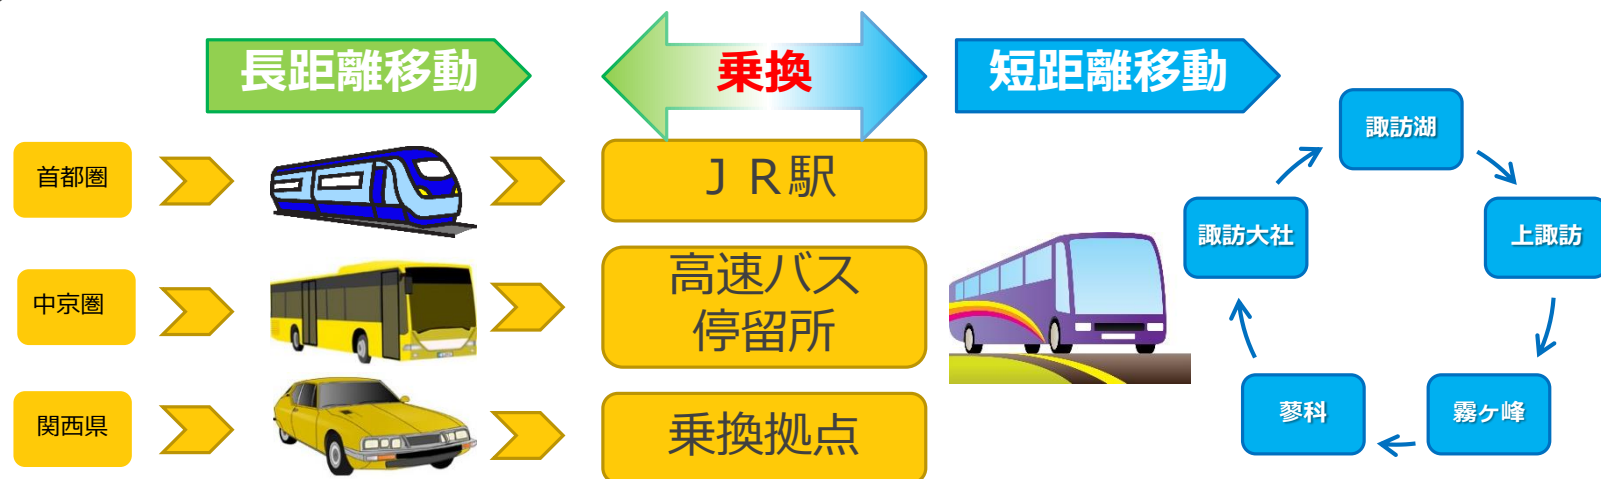 長距離移動
乗換
短距離移動
首都圏
ＪＲ駅
中京圏
高速バス
停留所
関西県
乗換拠点
諏訪湖
諏訪大社
上諏訪
蓼科
霧ヶ峰